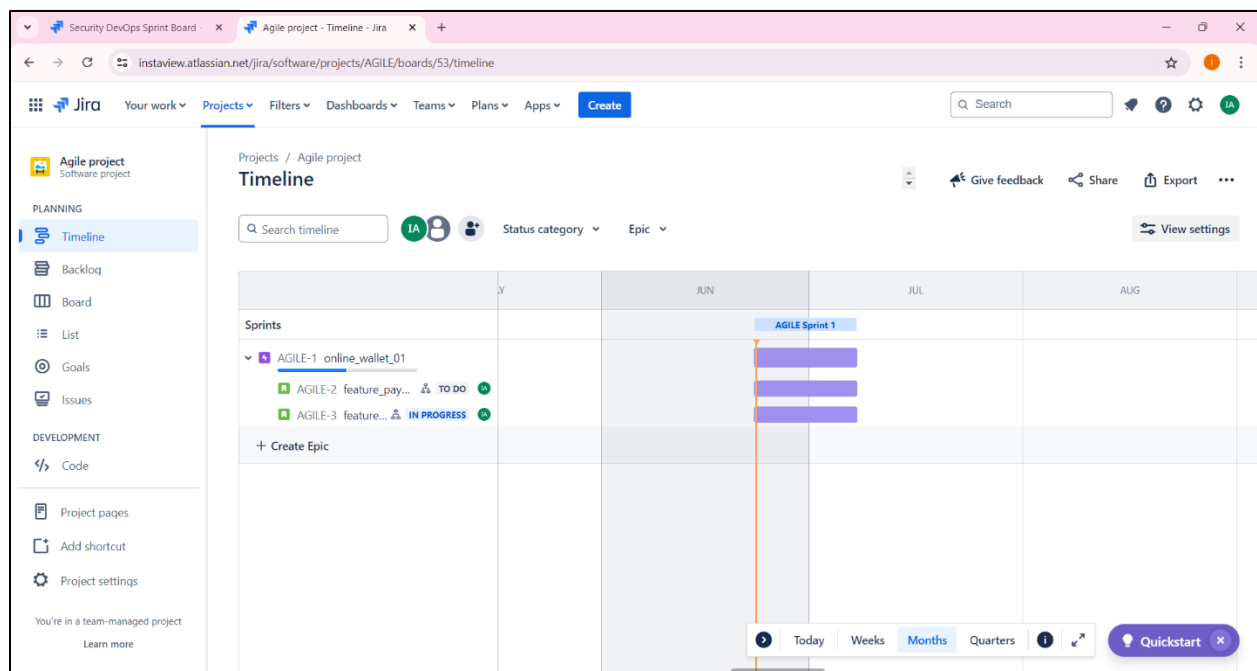 Security DevOps Sprint Board -
Agile project - Timeline - Jira
instaview.atlassian.net/jira/software/projects/AGILE/boards/53/timeline
I
Jira
Your work
Projects
Filters
Dashboards
Teams
Plans
Apps
Create
Search
IA
Agile project
Software project
PLANNING
Timeline
Backlog
Board
List
Goals
Issues
DEVELOPMENT
Code
Project pages
Add shortcut
Project settings
You're in a team-managed project
Learn more
Projects / Agile project
Timeline
Give feedback
Share
Export
Search timeline
IA
Status category
Epic
View settings
JUN
JUL
AUG
Sprints
AGILE Sprint 1
AGILE-1 online_wallet_01
AGILE-2 feature_pay... TO DO IA
AGILE-3 feature... IN PROGRESS IA
+ Create Epic
Today
Weeks
Months
Quarters
Quickstart